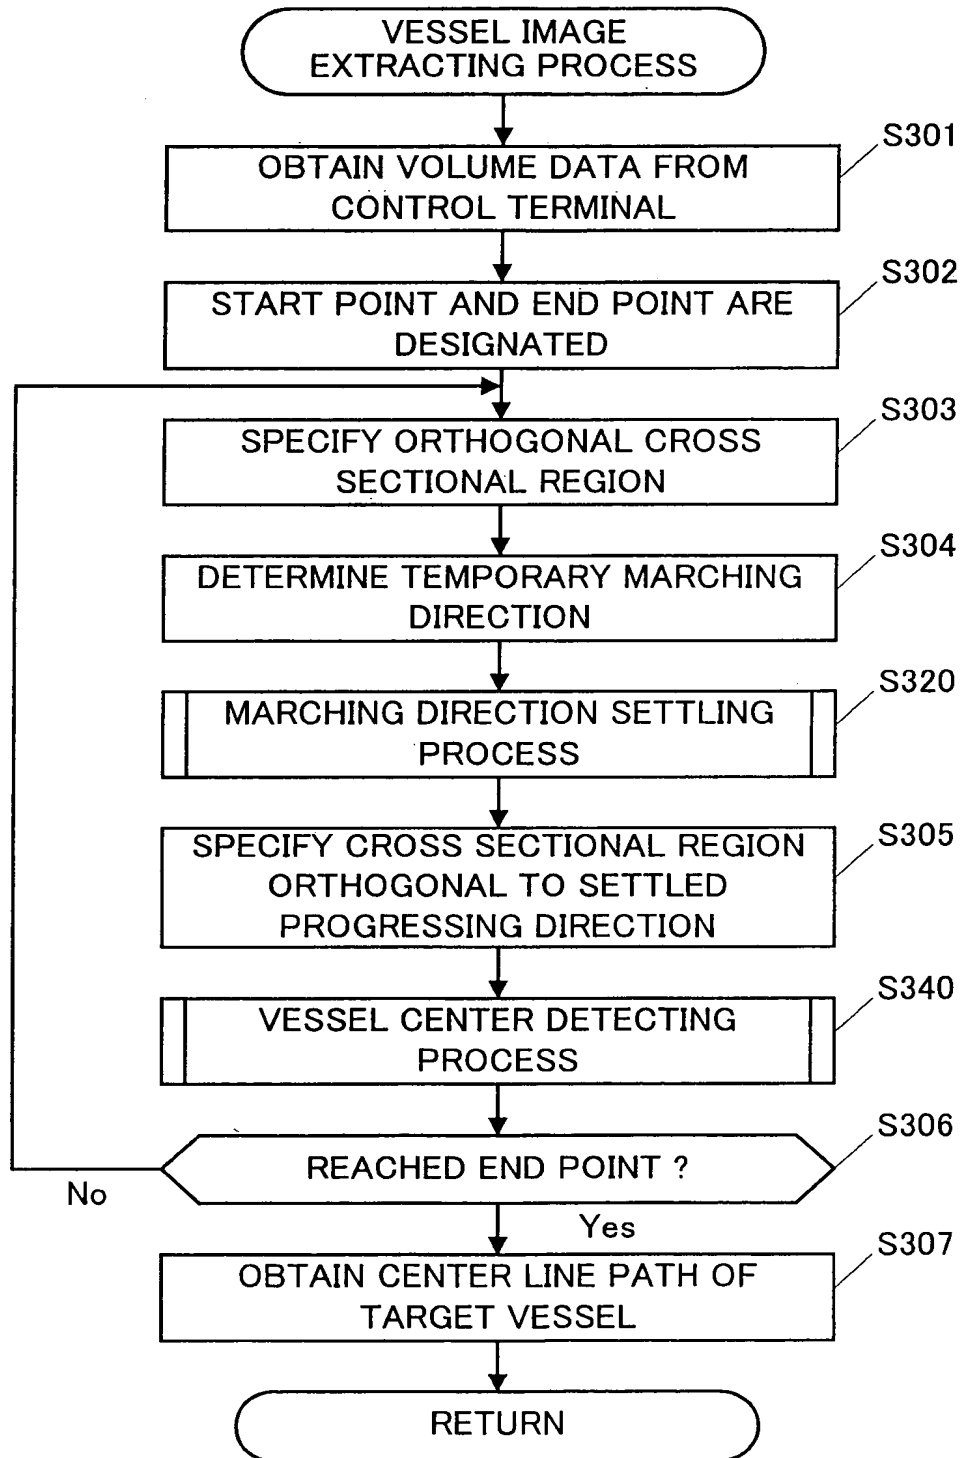 VESSEL IMAGE
EXTRACTING PROCESS
S301
OBTAIN VOLUME DATA FROM
CONTROL TERMINAL
S302
START POINT AND END POINT ARE
DESIGNATED
S303
SPECIFY ORTHOGONAL CROSS
SECTIONAL REGION
S304
DETERMINE TEMPORARY MARCHING
DIRECTION
S320
MARCHING DIRECTION SETTLING
PROCESS
S305
SPECIFY CROSS SECTIONAL REGION
ORTHOGONAL TO SETTLED
PROGRESSING DIRECTION
S340
VESSEL CENTER DETECTING
PROCESS
S306
REACHED END POINT ?
No
Yes
S307
OBTAIN CENTER LINE PATH OF
TARGET VESSEL
RETURN